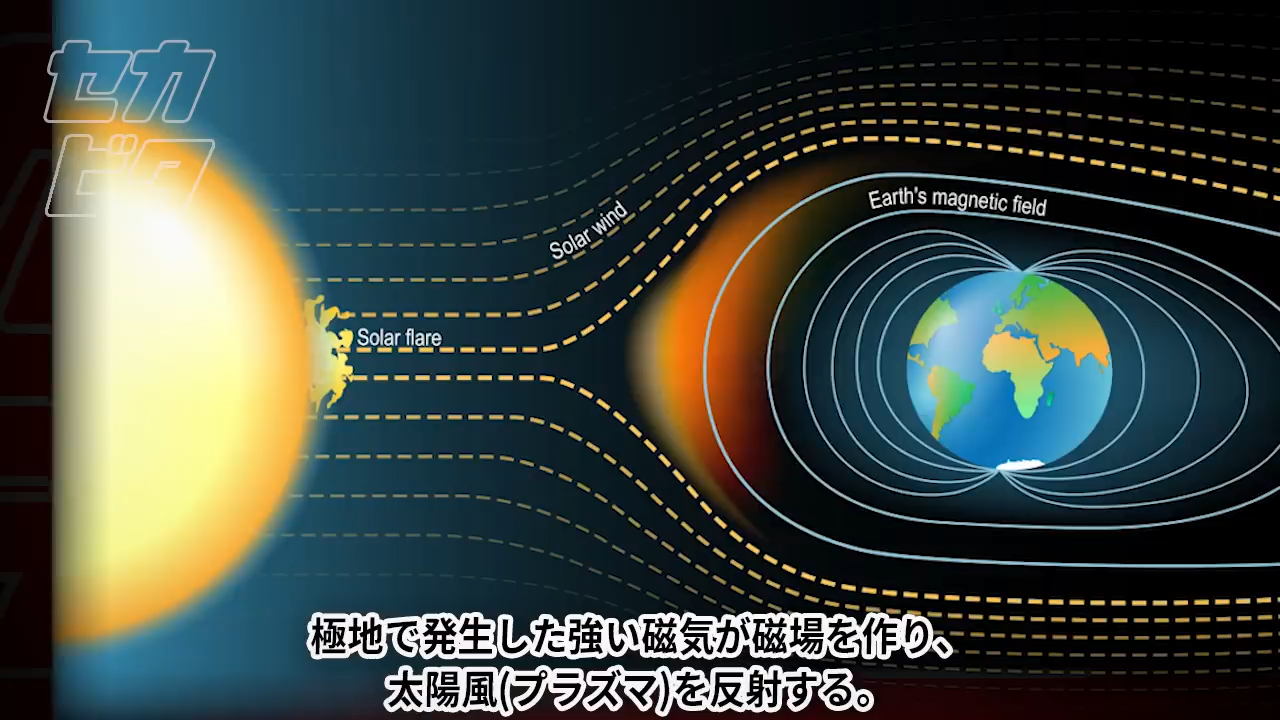 セカ
ビタ
Solar wind
Earth's magnetic field
Solar flare
極地で発生した強い磁気が磁場を作り、
太陽風(プラズマ)を反射する。